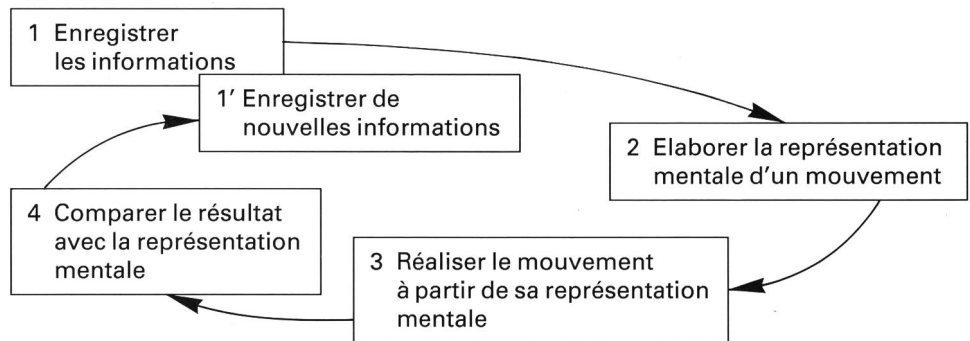 1 Enregistrer
les informations
1’ Enregistrer de
nouvelles informations
2 Elaborer la représentation
mentale d’un mouvement
3 Réaliser le mouvement
à partir de sa représentation
mentale
4 Comparer le résultat
avec la représentation
mentale